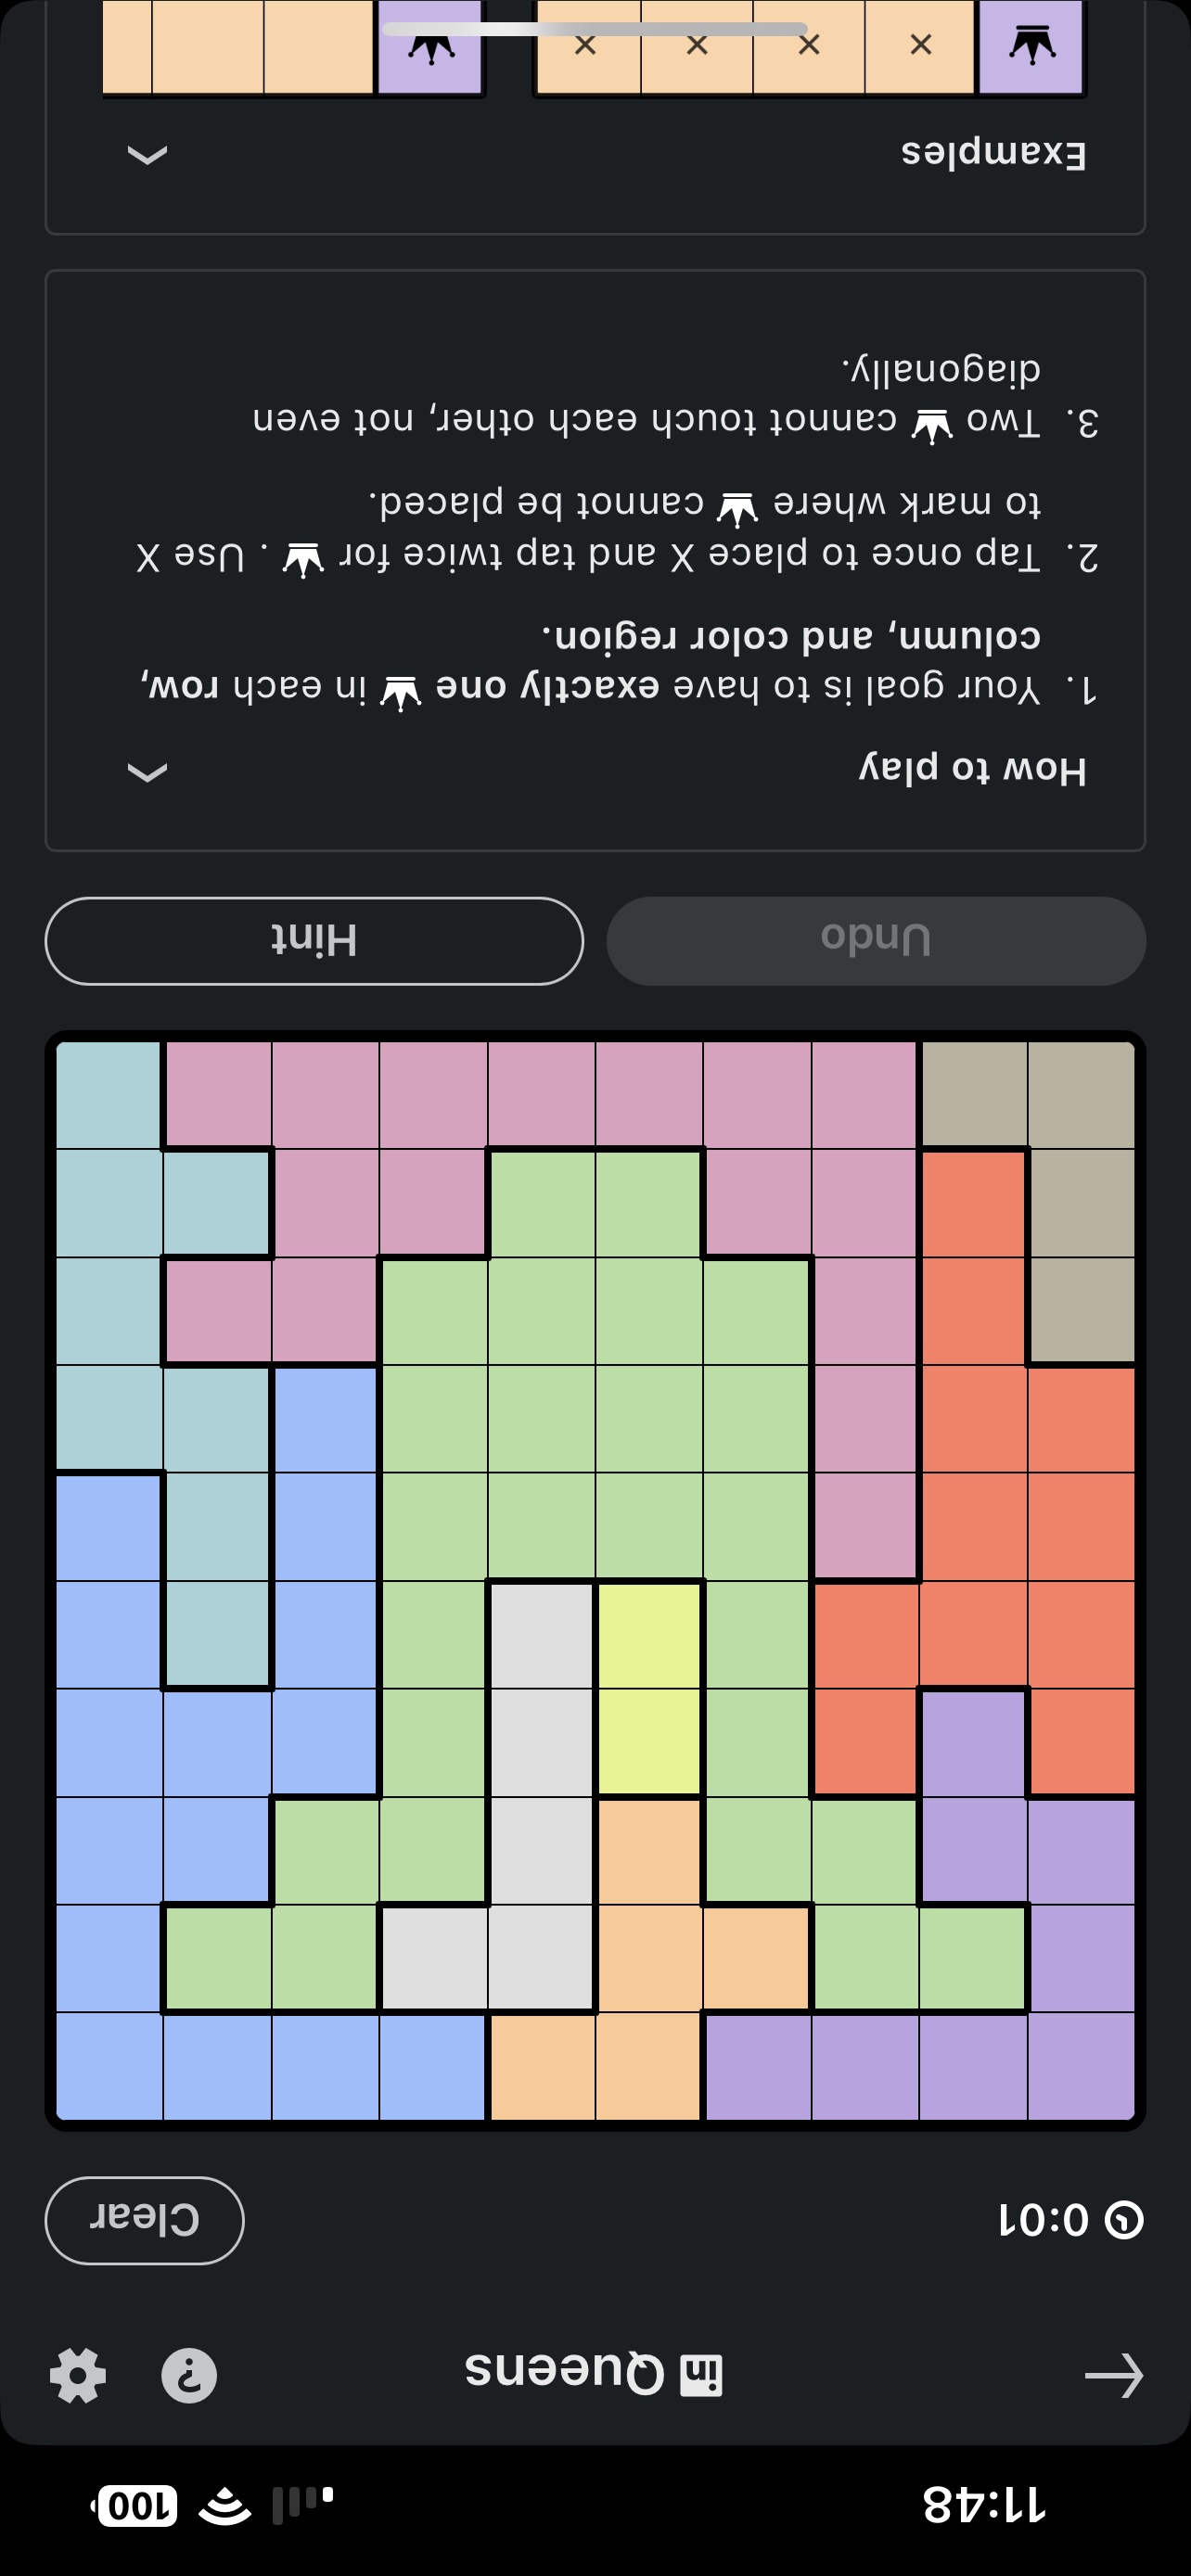 11:48
100
in Queens
?
0:01
Clear
Undo
Hint
How to play
1. Your goal is to have exactly one in each row,
column, and color region.
2. Tap once to place X and tap twice for . Use X
to mark where cannot be placed.
3. Two cannot touch each other, not even
diagonally.
Examples